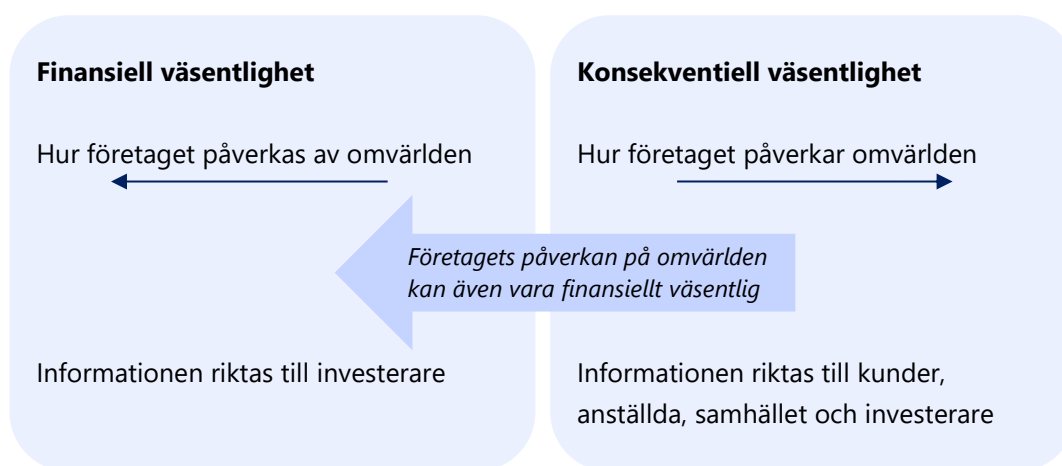 Finansiell väsentlighet
Hur företaget påverkas av omvärlden
Informationen riktas till investerare
Konsekventiell väsentlighet
Hur företaget påverkar omvärlden
Företagets påverkan på omvärlden
kan även vara finansiellt väsentlig
Informationen riktas till kunder,
anställda, samhället och investerare